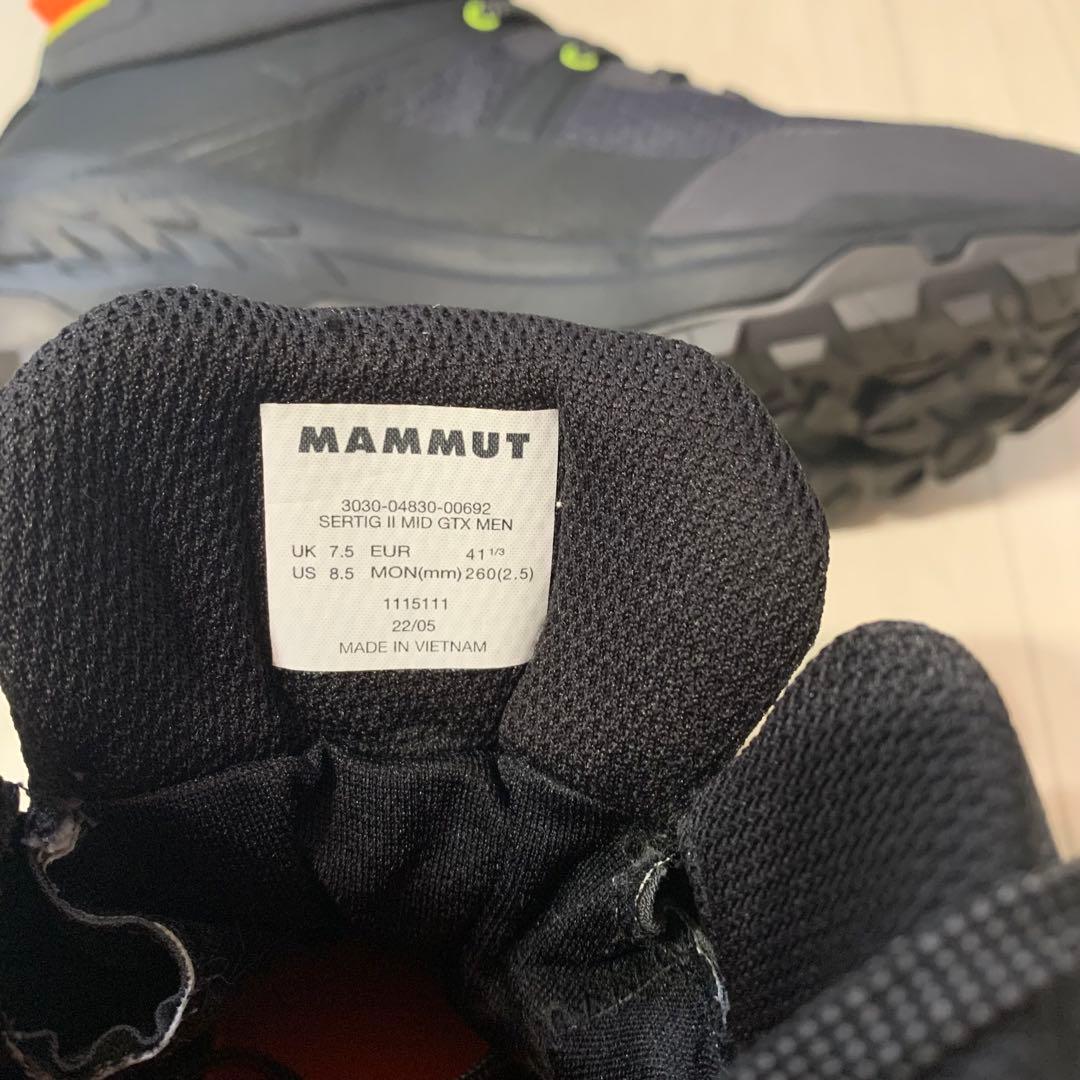 MAMMUT
3030-04830-00692
SERTIG II MID GTX MEN
UK 7.5 EUR 41 1/3
US 8.5 MON(mm) 260(2.5)
1115111
22/05
MADE IN VIETNAM